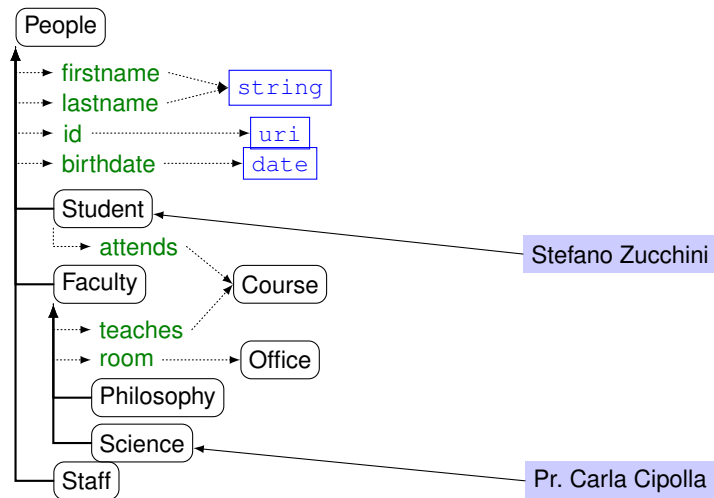 People
firstname
string
lastname
id
uri
birthdate
date
Student
attends
Stefano Zucchini
Faculty
Course
teaches
room
Office
Philosophy
Science
Staff
Pr. Carla Cipolla